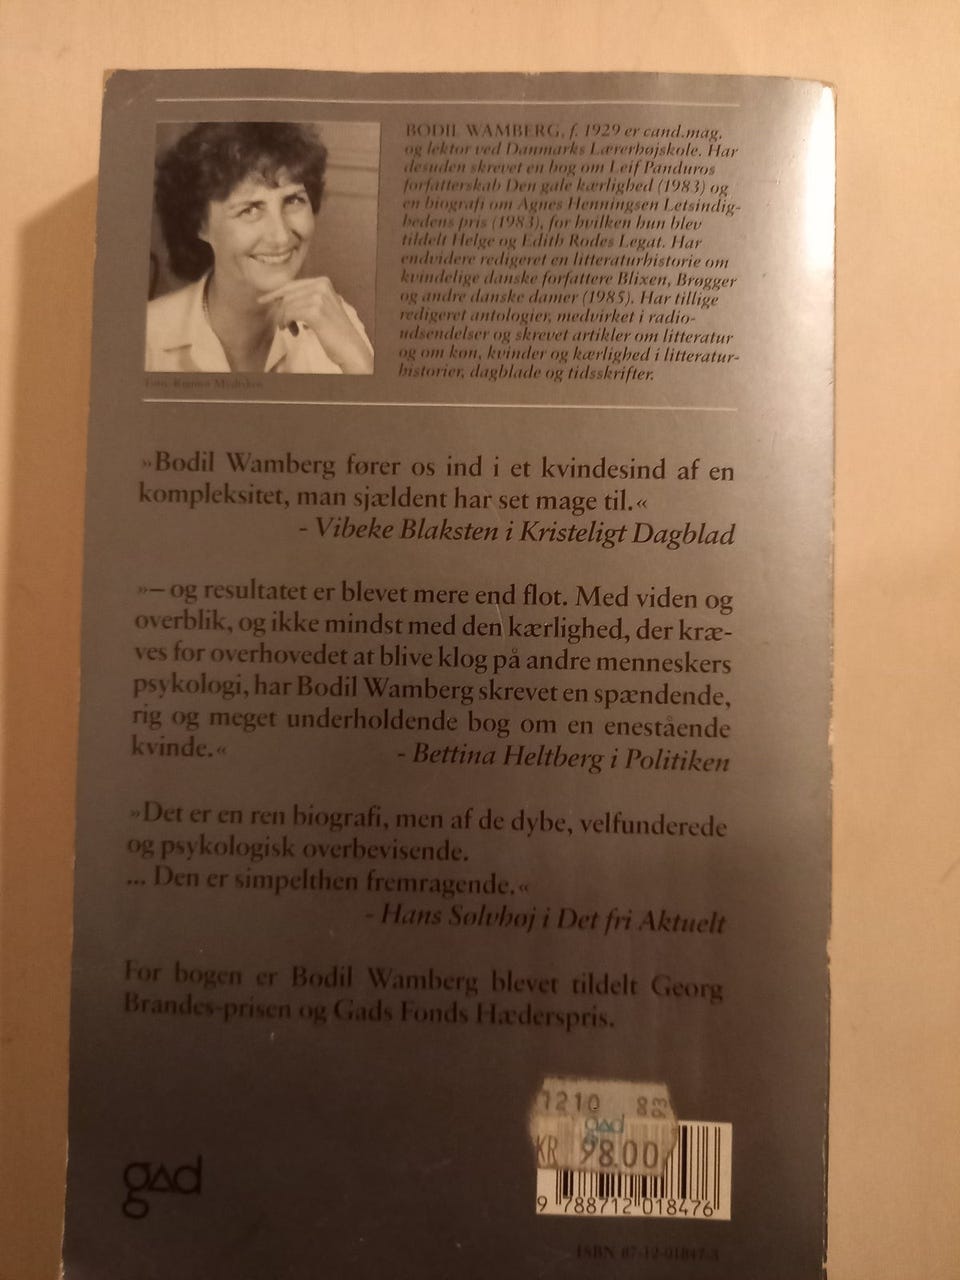 BODIL WAMBERG, f. 1929 er cand.mag.
og lektor ved Danmarks Lærerhøjskole. Har
desuden skrevet en bog om Leif Panduros
forfatterskab Den gale kærlighed (1983) og
en biografi om Agnes Henningsen Letsindig-
hedens pris (1983), for hvilken hun blev
tildelt Helge og Edith Rodes Legat. Har
endvidere redigeret en litteraturhistorie om
kvindelige danske forfattere Blixen, Brøgger
og andre danske damer (1985). Har tillige
redigeret antologier, medvirket i radio-
udsendelser og skrevet artikler om litteratur
og om køn, kvinder og kærlighed i litteratur-
historier, dagblade og tidsskrifter.
Foto:
»Bodil Wamberg fører os ind i et kvindesind af en
kompleksitet, man sjældent har set mage til.«
- Vibeke Blaksten i Kristeligt Dagblad
»– og resultatet er blevet mere end flot. Med viden og
overblik, og ikke mindst med den kærlighed, der kræ-
ves for overhovedet at blive klog på andre menneskers
psykologi, har Bodil Wamberg skrevet en spændende,
rig og meget underholdende bog om en enestående
kvinde.« - Bettina Heltberg i Politiken
»Det er en ren biografi, men af de dybe, velfunderede
og psykologisk overbevisende.
... Den er simpelthen fremragende.«
- Hans Sølvhøj i Det fri Aktuelt
For bogen er Bodil Wamberg blevet tildelt Georg
Brandes-prisen og Gads Fonds Hæderspris.
1210 893
gad
KR 98.00
gad
9 788712 018476
ISBN 87-12-01847-3